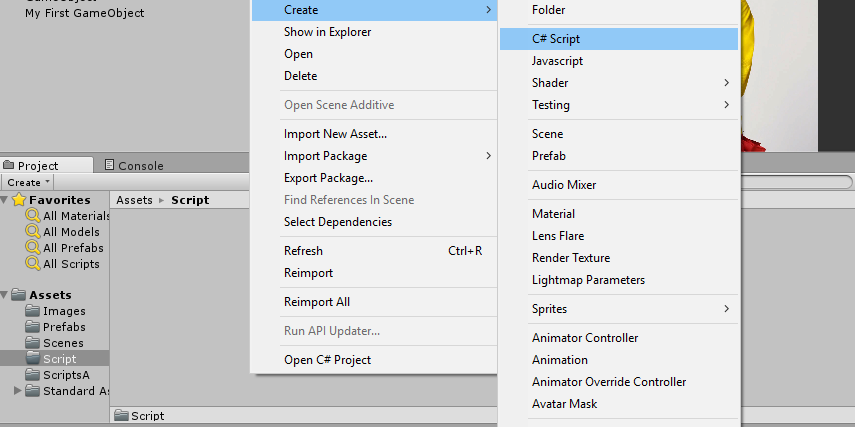 My First GameObject
Project
Console
Create
Favorites
All Materials
All Models
All Prefabs
All Scripts
Assets
Images
Prefabs
Scenes
Script
ScriptsA
Standard As
Assets ▸ Script
Script
Create
Show in Explorer
Open
Delete
Open Scene Additive
Import New Asset...
Import Package
Export Package...
Find References In Scene
Select Dependencies
Refresh Ctrl+R
Reimport
Reimport All
Run API Updater...
Open C# Project
Folder
C# Script
Javascript
Shader
Testing
Scene
Prefab
Audio Mixer
Material
Lens Flare
Render Texture
Lightmap Parameters
Sprites
Animator Controller
Animation
Animator Override Controller
Avatar Mask